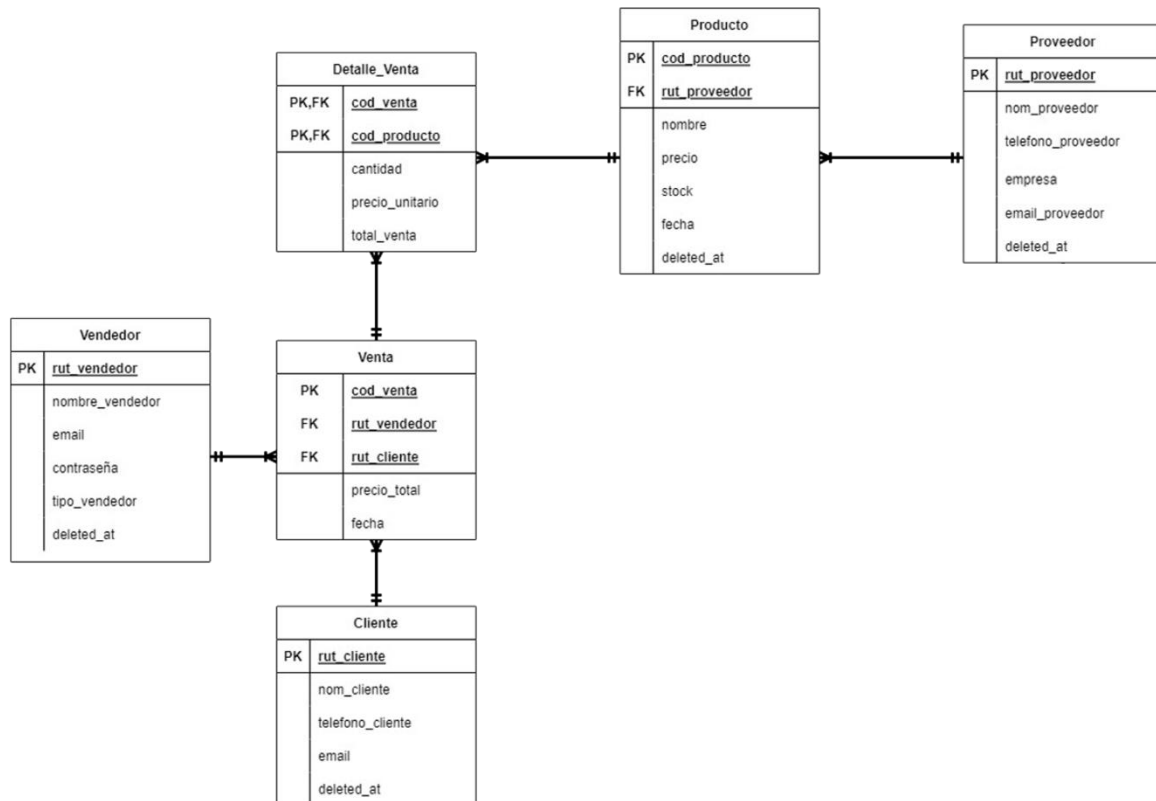 Detalle_Venta
PK,FK cod_venta
PK,FK cod_producto
cantidad
precio_unitario
total_venta
Producto
PK cod_producto
FK rut_proveedor
nombre
precio
stock
fecha
deleted_at
Proveedor
PK rut_proveedor
nom_proveedor
telefono_proveedor
empresa
email_proveedor
deleted_at
Vendedor
PK rut_vendedor
nombre_vendedor
email
contraseña
tipo_vendedor
deleted_at
Venta
PK cod_venta
FK rut_vendedor
FK rut_cliente
precio_total
fecha
Cliente
PK rut_cliente
nom_cliente
telefono_cliente
email
deleted_at